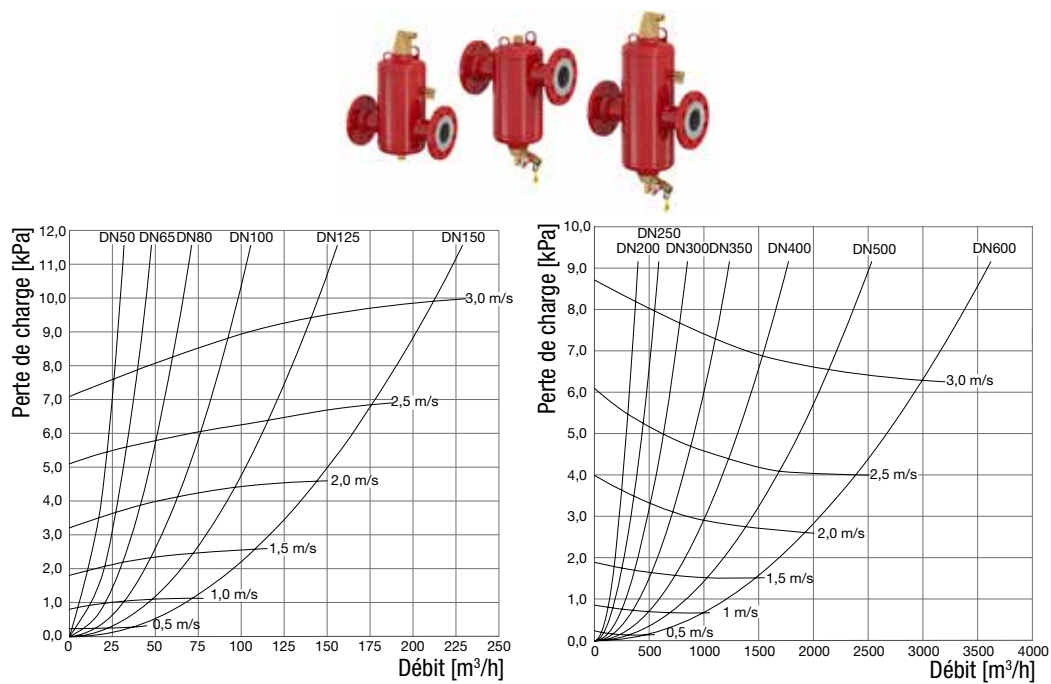 Perte de charge [kPa]
12,0
11,0
10,0
9,0
8,0
7,0
6,0
5,0
4,0
3,0
2,0
1,0
0,0
DN50 DN65 DN80 DN100 DN125 DN150
3,0 m/s
2,5 m/s
2,0 m/s
1,5 m/s
1,0 m/s
0,5 m/s
0 25 50 75 100 125 150 175 200 225 250
Débit [m³/h]
Perte de charge [kPa]
10,0
9,0
8,0
7,0
6,0
5,0
4,0
3,0
2,0
1,0
0,0
DN250
DN200 DN300 DN350 DN400 DN500 DN600
3,0 m/s
2,5 m/s
2,0 m/s
1,5 m/s
1 m/s
0,5 m/s
0 500 1000 1500 2000 2500 3000 3500 4000
Débit [m³/h]